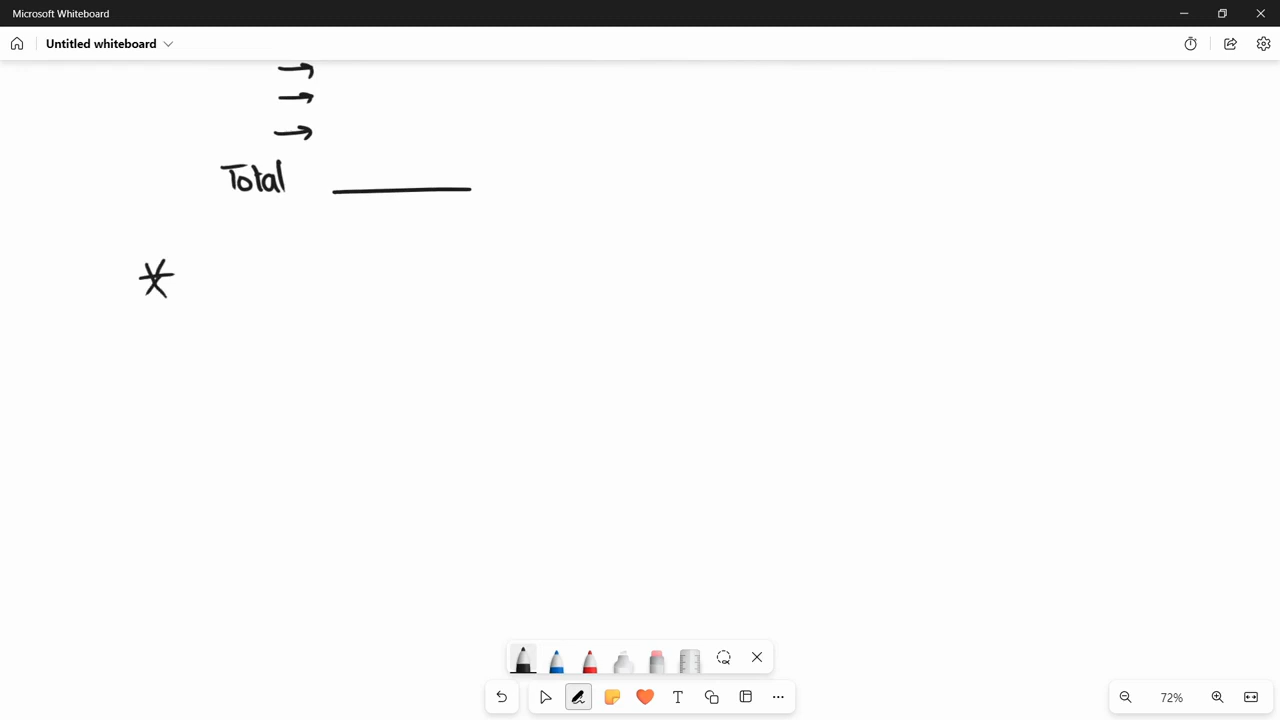 Microsoft Whiteboard
Untitled whiteboard
→
→
→
Total
*
72%